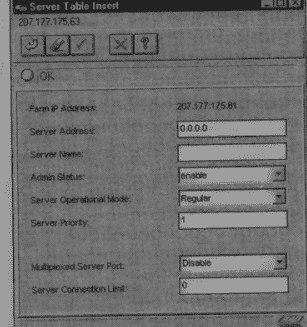 Server Table Insert
207.177.175.63
OK
Farm IP Address: 207.177.175.61
Server Address: 0.0.0.0
Server Name:
Admin Status: enable
Server Operational Mode: Regular
Server Priority: 1
Multiplexed Server Port: Disable
Server Connection Limit: 0